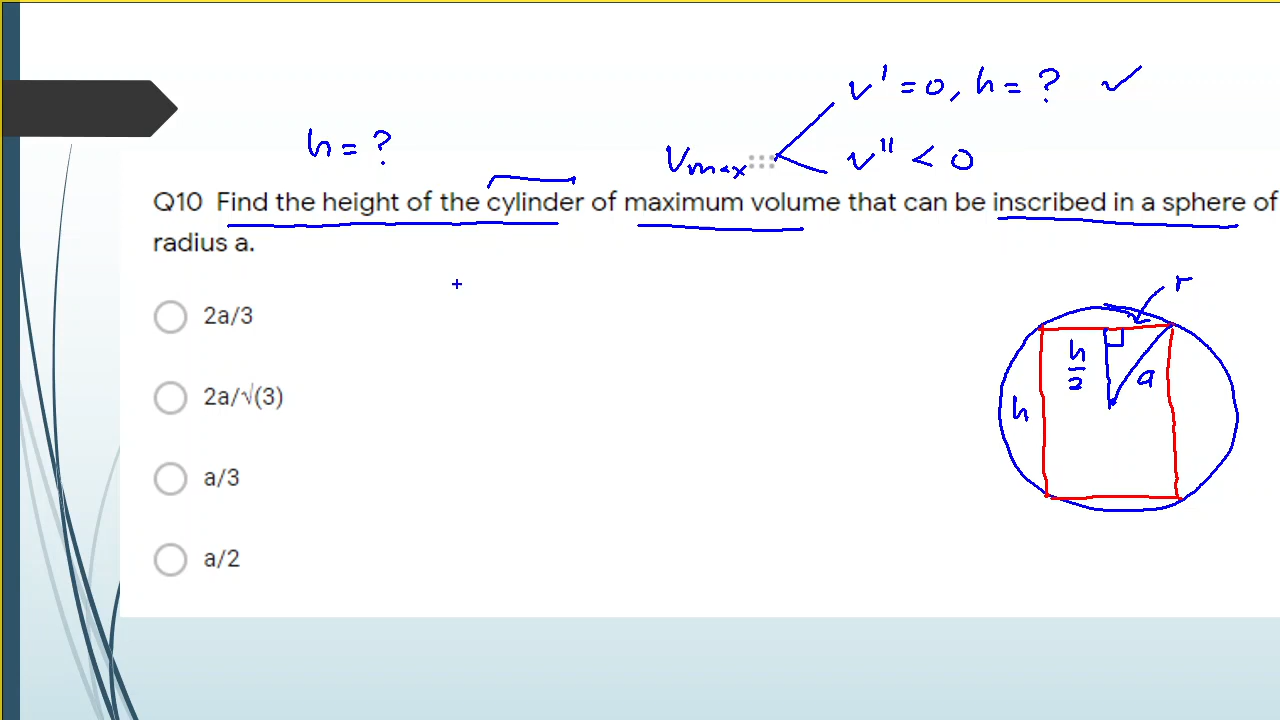 v' = 0, h = ? ✓
h = ?
Vmax
v'' < 0
Q10 Find the height of the cylinder of maximum volume that can be inscribed in a sphere of
radius a.
r
2a/3
h/2
a
2a/√(3)
h
a/3
a/2